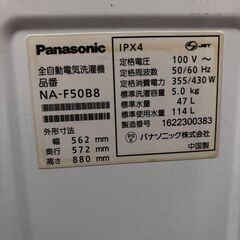 Panasonic
全自動電気洗濯機
品番
NA-F50B8
外形寸法
幅 562 mm
奥行 572 mm
高さ 880 mm
IPX4
JET
定格電圧 100 V~
定格周波数 50/60 Hz
定格消費電力 355/430 W
標準洗濯容量 5.0 kg
標準水量 47 L
標準使用水量 114 L
製造番号 1622300383
パナソニック株式会社
中国製